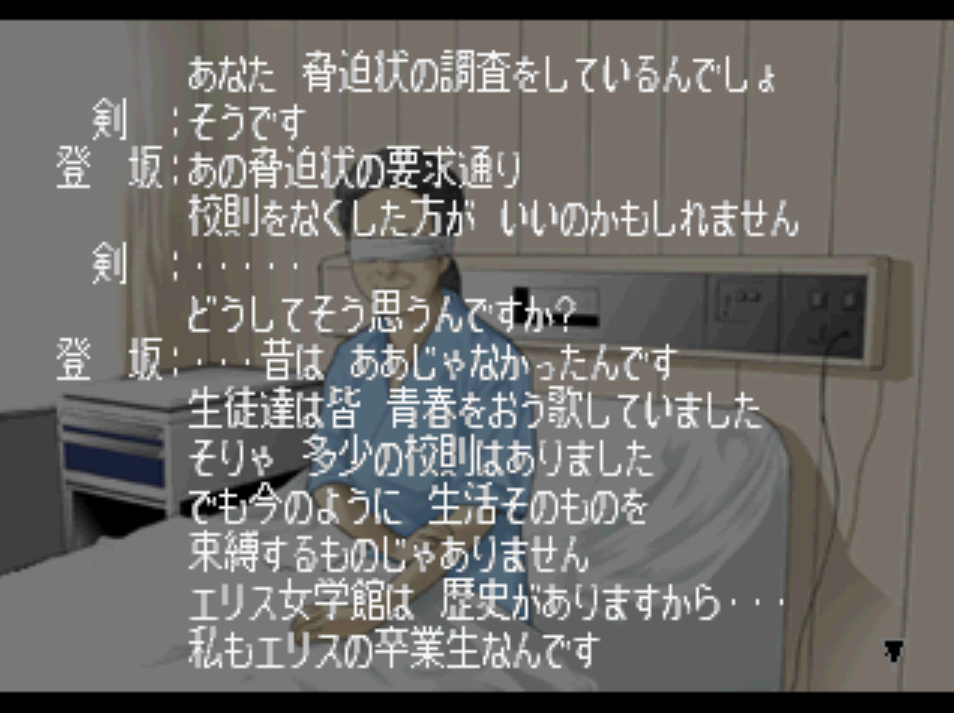 あなた 脅迫状の調査をしているんでしょ
剣 :そうです
登 坂:あの脅迫状の要求通り
校則をなくした方が いいのかもしれません
剣 :・・・・・
どうしてそう思うんですか?
登 坂:・・・昔は ああじゃなかったんです
生徒達は皆 青春をおう歌していました
そりゃ 多少の校則はありました
でも今のように 生活そのものを
束縛するものじゃありません
エリス女学館は 歴史がありますから・・・
私もエリスの卒業生なんです